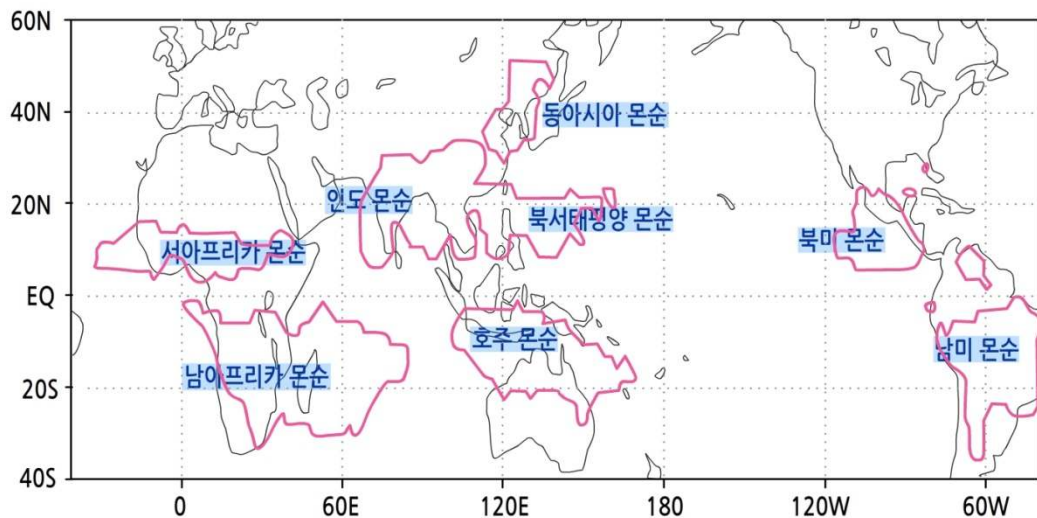 60N
40N
20N
EQ
20S
40S
동아시아 몬순
인도 몬순
북서태평양 몬순
서아프리카 몬순
북미 몬순
호주 몬순
남아프리카 몬순
남미 몬순
0
60E
120E
180
120W
60W